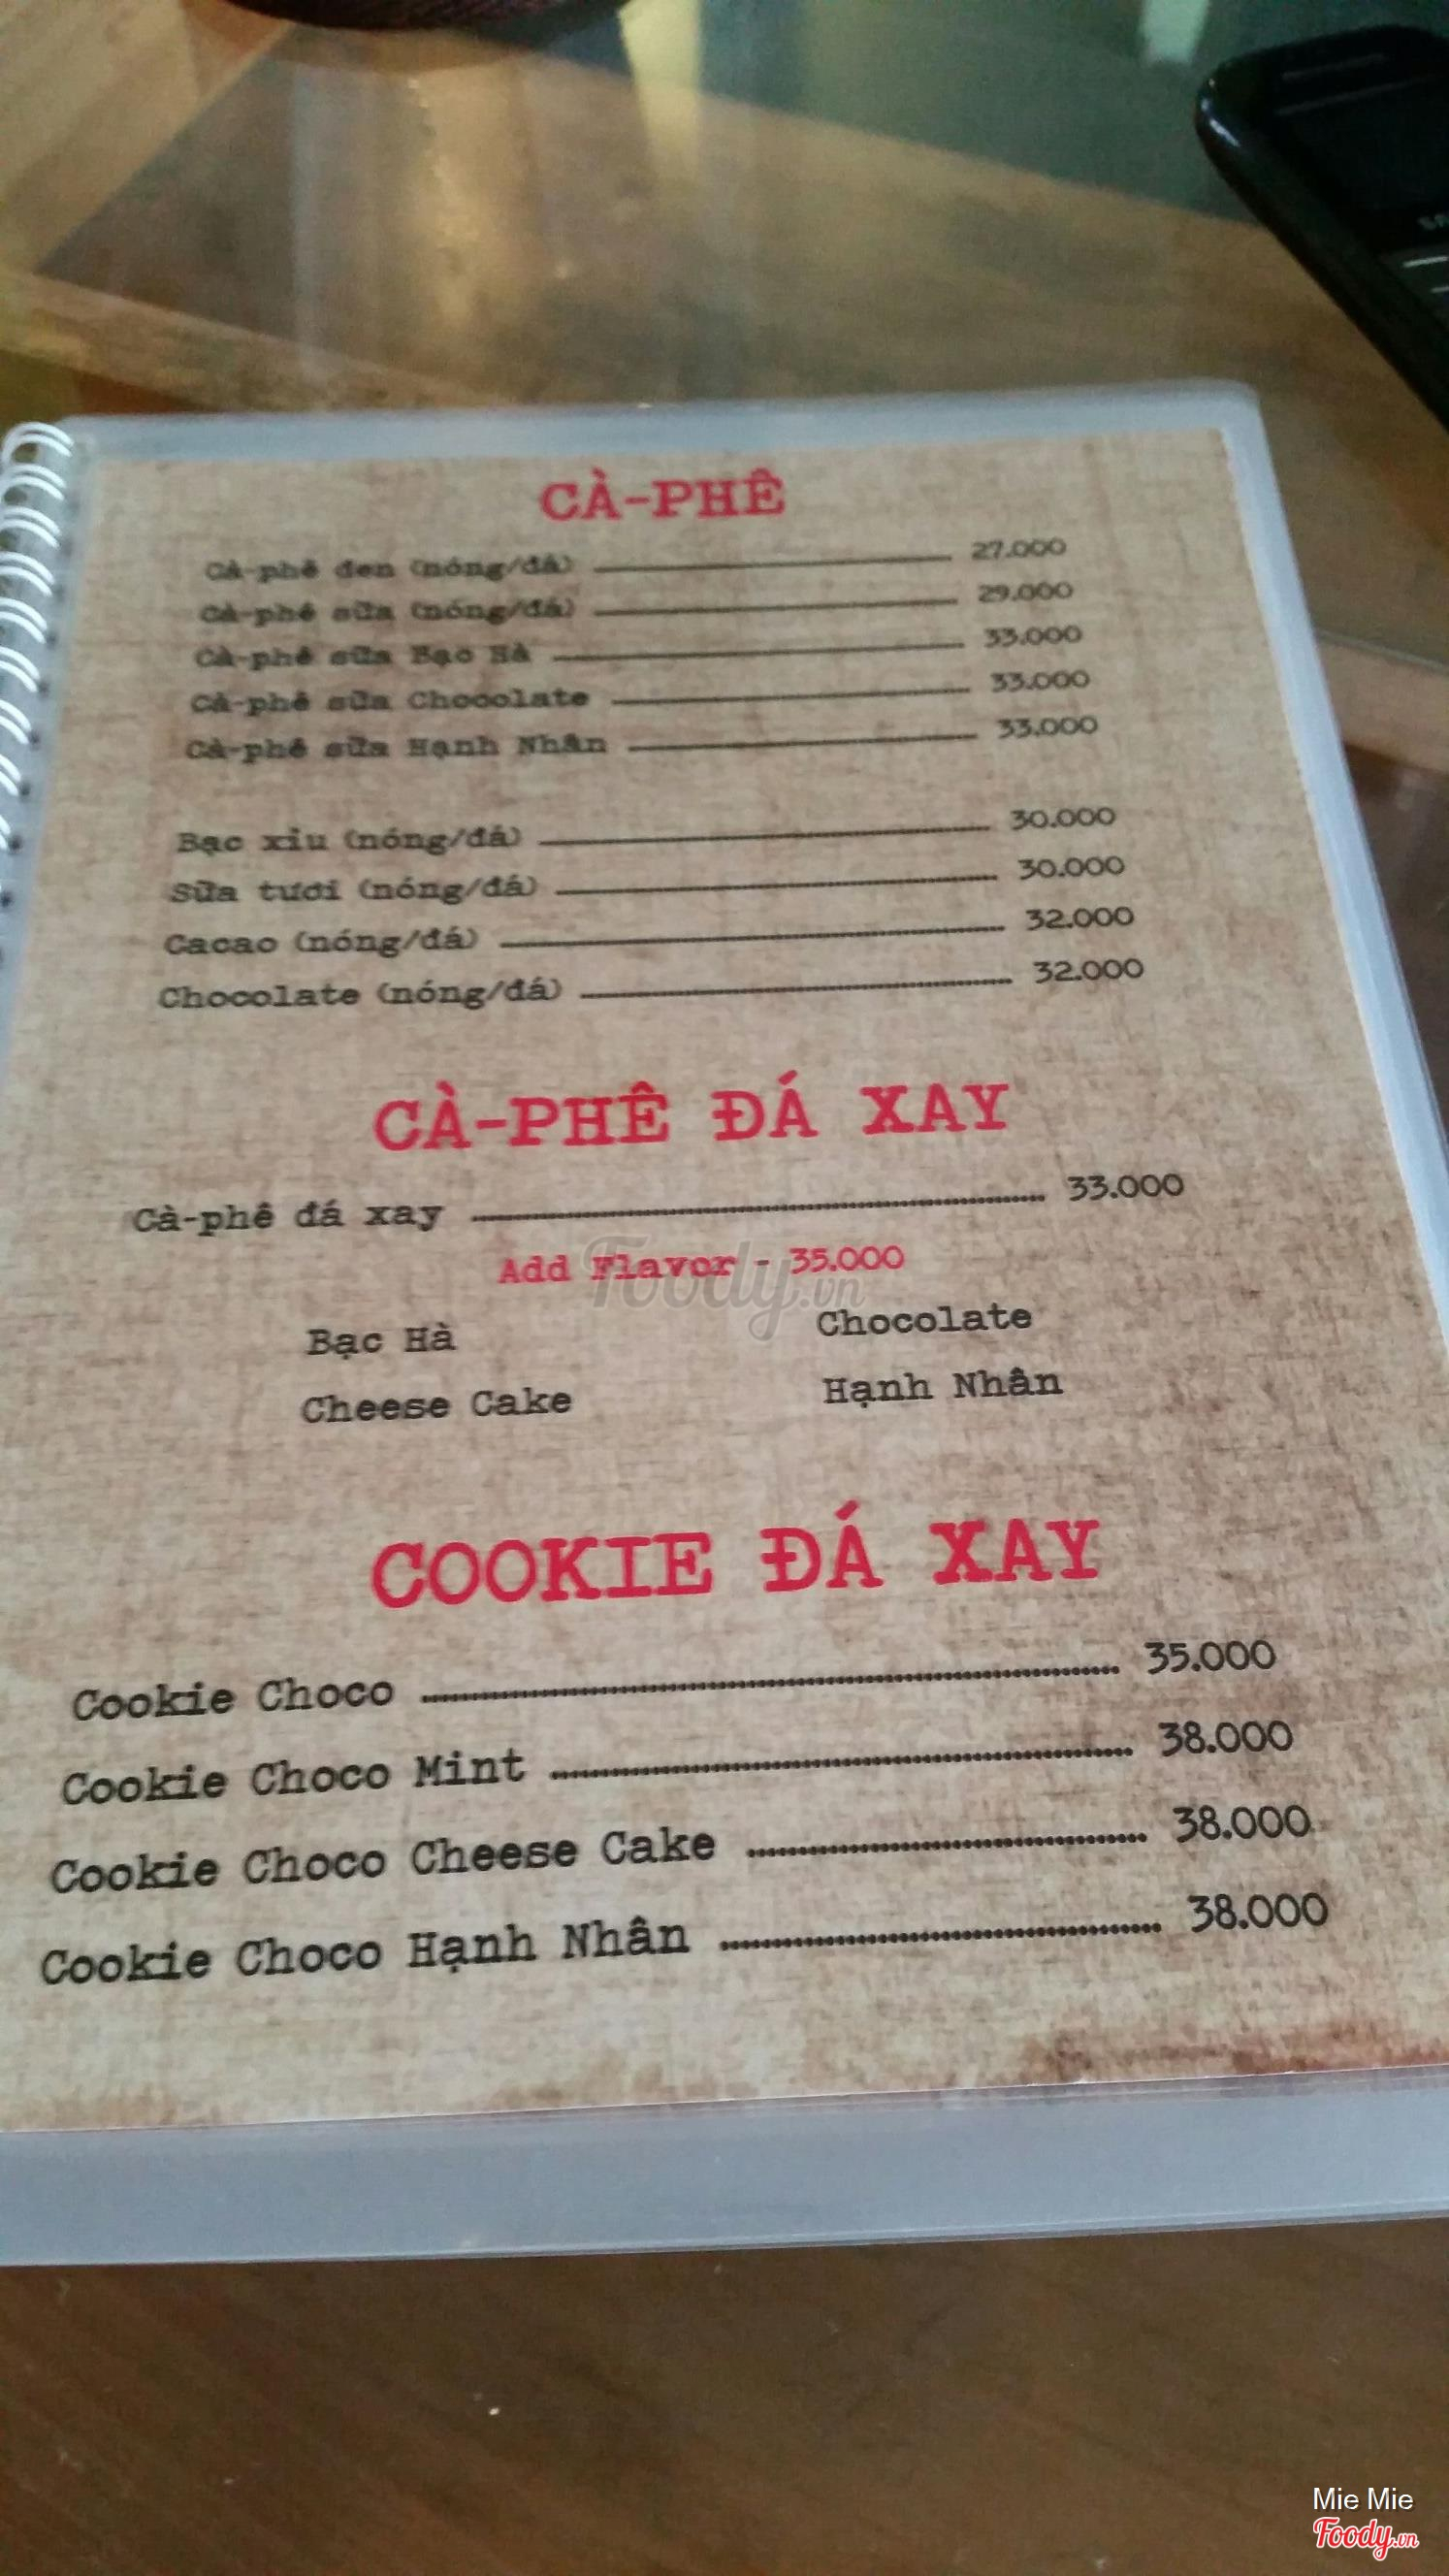 CÀ-PHÊ
Cà-phê đen (nóng/đá) 27.000
Cà-phê sữa (nóng/đá) 29.000
Cà-phê sữa Bạc Hà 33.000
Cà-phê sữa Chocolate 33.000
Cà-phê sữa Hạnh Nhân 33.000
Bạc xỉu (nóng/đá) 30.000
Sữa tươi (nóng/đá) 30.000
Cacao (nóng/đá) 32.000
Chocolate (nóng/đá) 32.000
CÀ-PHÊ ĐÁ XAY
Cà-phê đá xay 33.000
Add Flavor - 35.000
Foody.vn
Bạc Hà Chocolate
Cheese Cake Hạnh Nhân
COOKIE ĐÁ XAY
Cookie Choco 35.000
Cookie Choco Mint 38.000
Cookie Choco Cheese Cake 38.000
Cookie Choco Hạnh Nhân 38.000
Mie Mie
Foody.vn